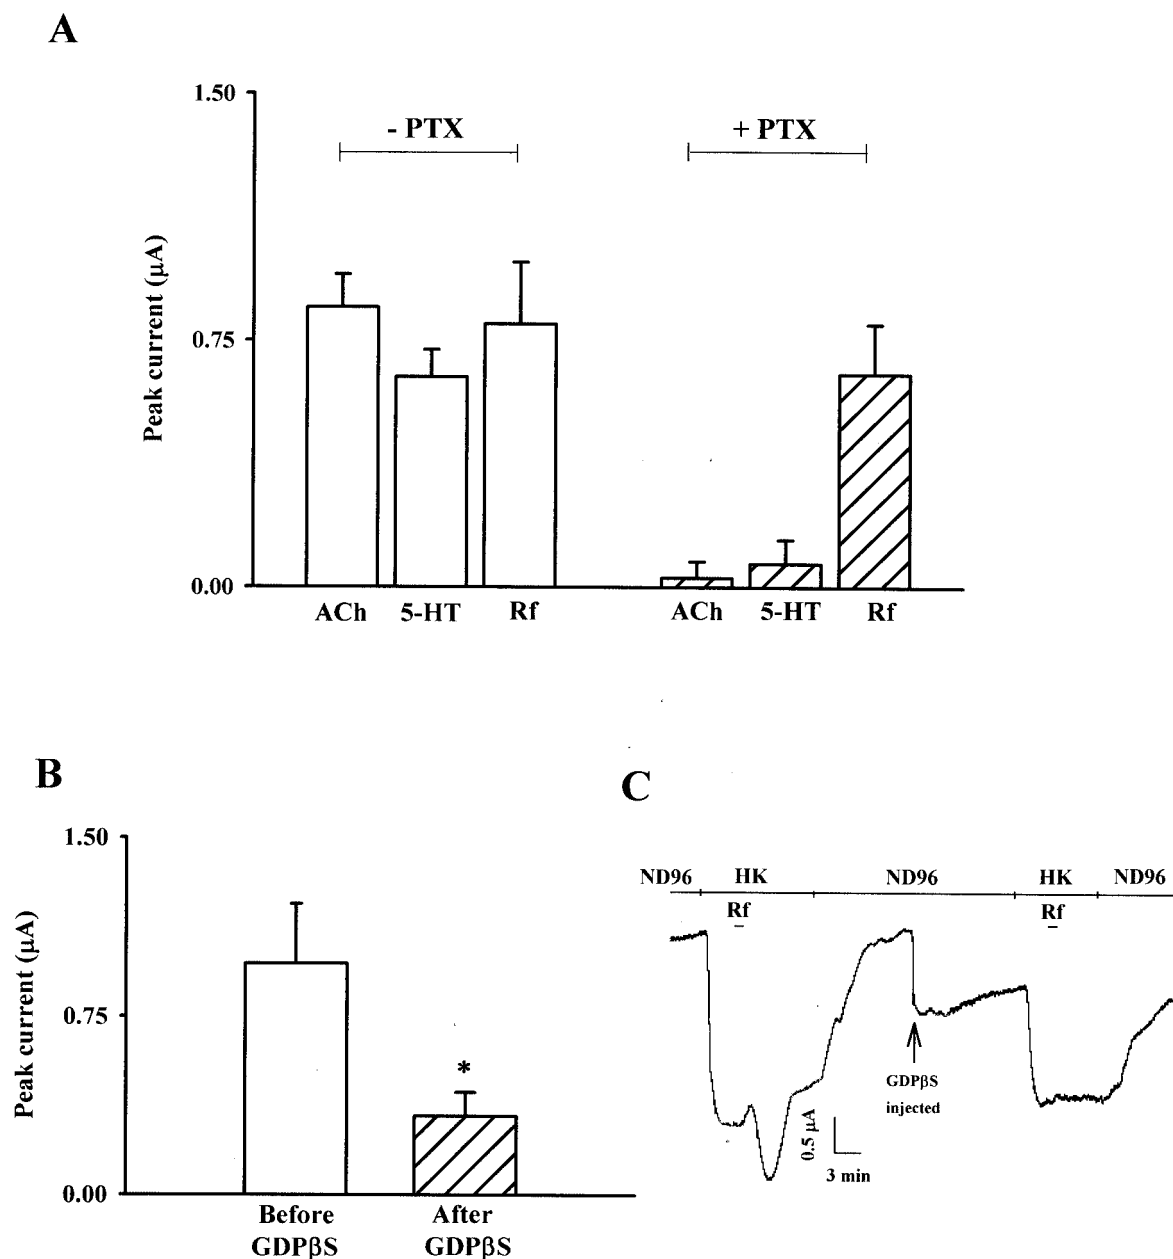 A
1.50
- PTX
+ PTX
Peak current (µA)
0.75
0.00
ACh 5-HT Rf ACh 5-HT Rf
B
C
1.50
ND96 HK ND96 HK ND96
Rf Rf
Peak current (µA)
0.75
*
GDPβS
injected
0.5 µA
3 min
0.00
Before After
GDPβS GDPβS